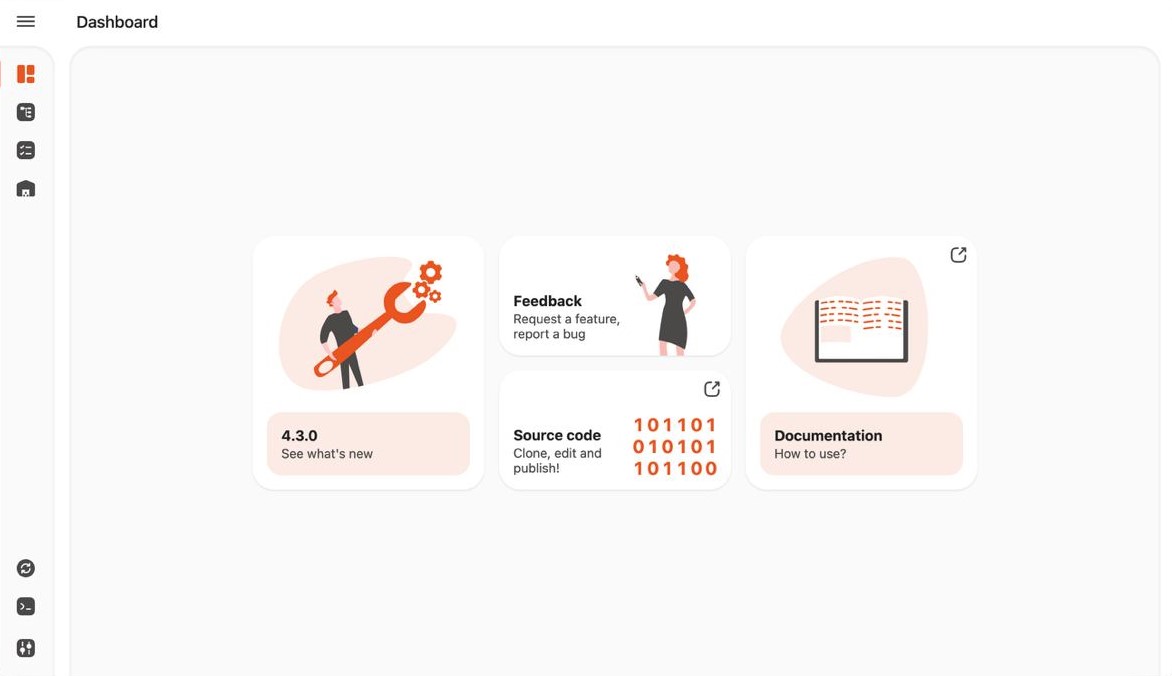 Dashboard
4.3.0
See what's new
Feedback
Request a feature,
report a bug
Source code
Clone, edit and
publish!
101101
010101
101100
Documentation
How to use?